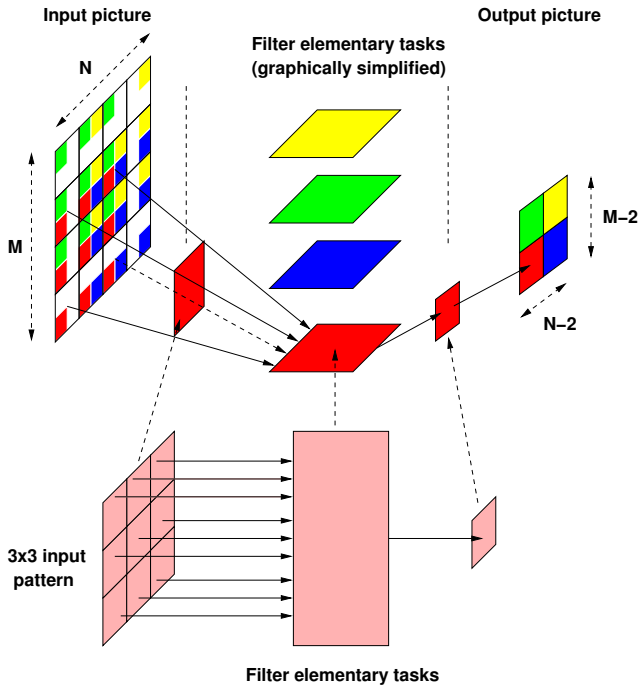 Input picture
Output picture
Filter elementary tasks
(graphically simplified)
N
M
M−2
N−2
3x3 input
pattern
Filter elementary tasks